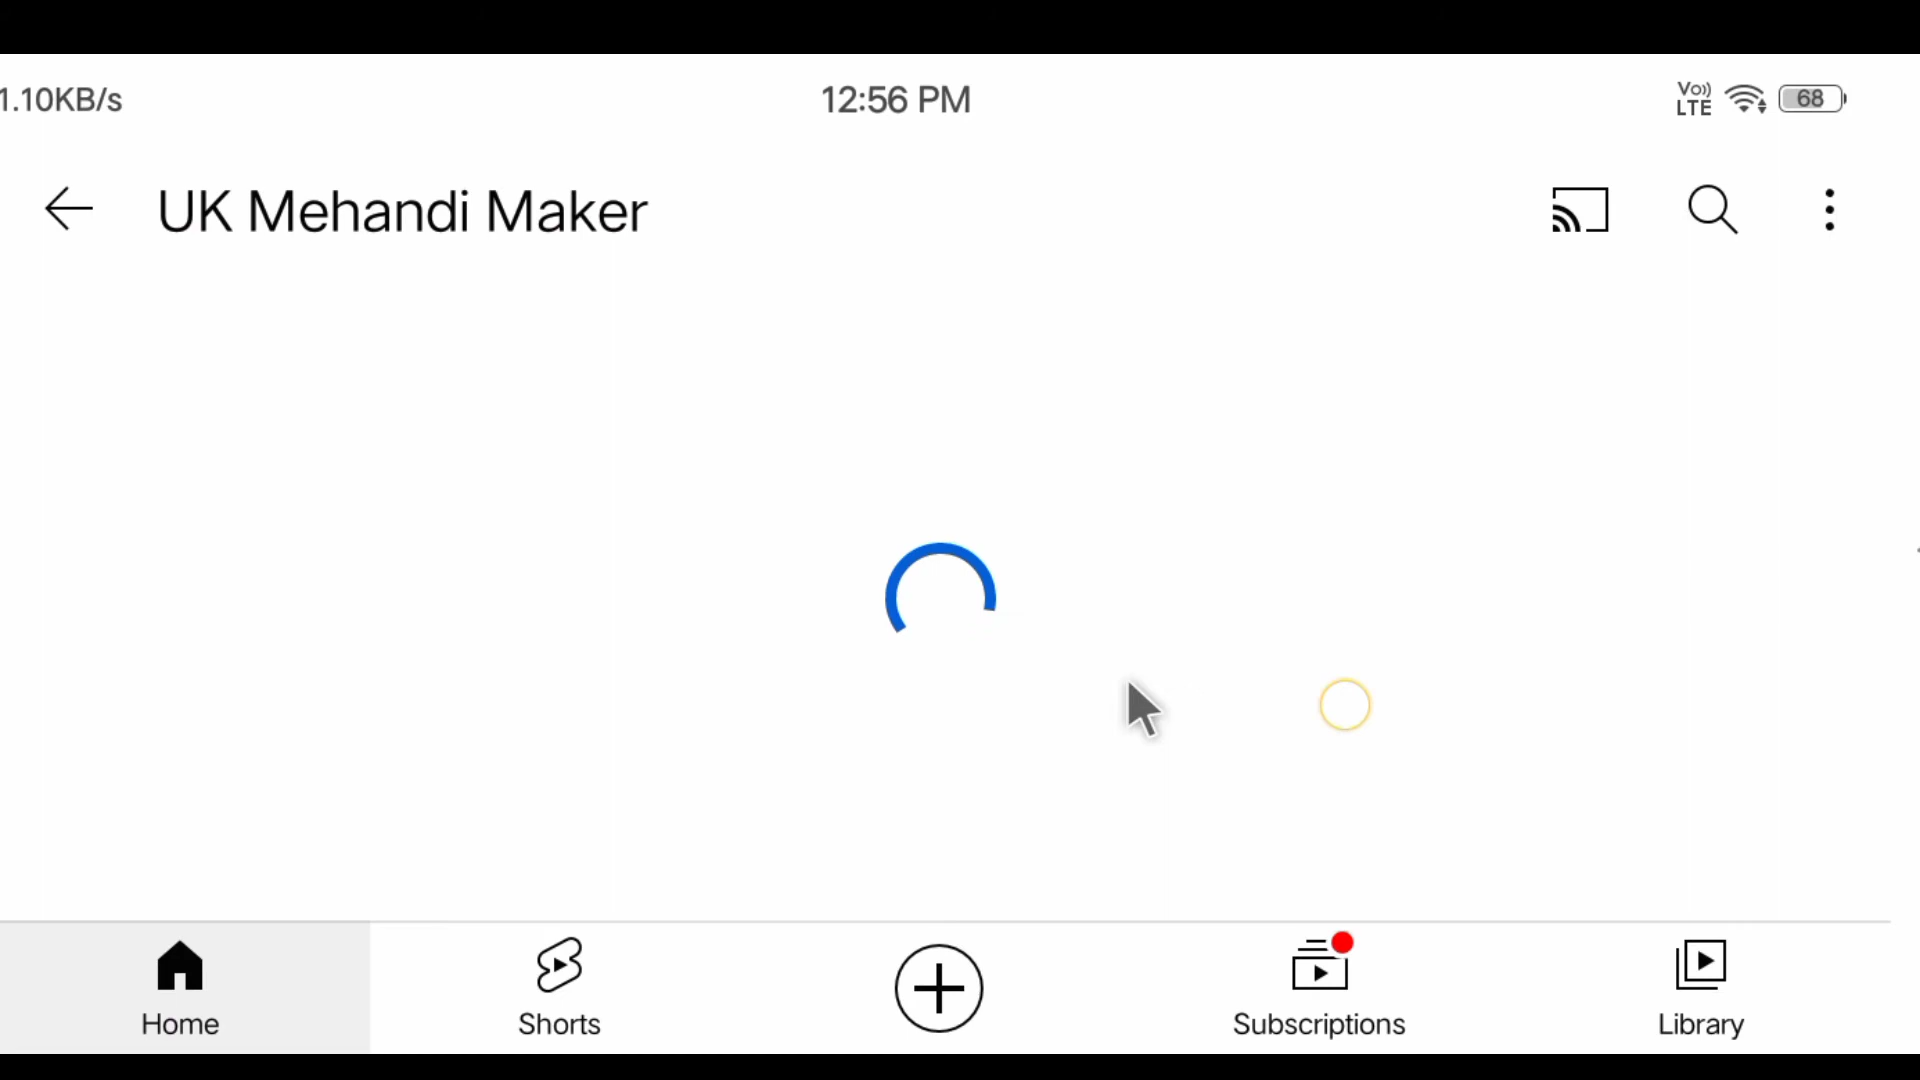 1.10KB/s
12:56 PM
Vo))
LTE
68
UK Mehandi Maker
Home
Shorts
Subscriptions
Library